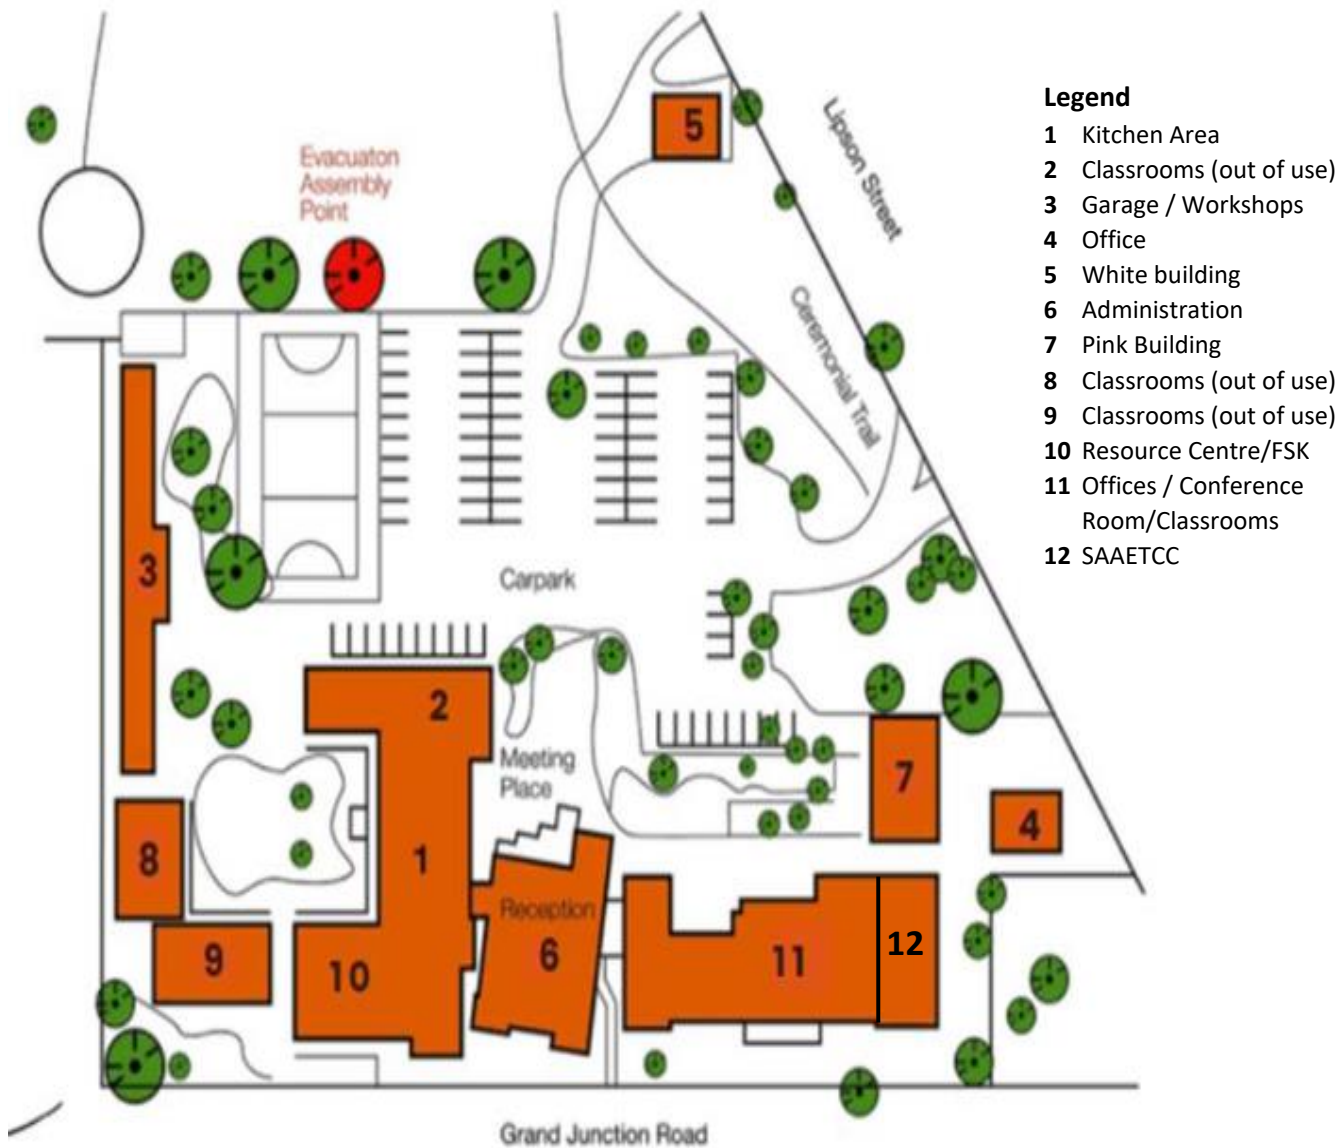 Evacuaton
Assembly
Point
5
Lipson Street
Ceremonial Trail
3
Carpark
2
Meeting
Place
7
4
8
1
Reception
9
10
6
11
12
Grand Junction Road
Legend
1 Kitchen Area
2 Classrooms (out of use)
3 Garage / Workshops
4 Office
5 White building
6 Administration
7 Pink Building
8 Classrooms (out of use)
9 Classrooms (out of use)
10 Resource Centre/FSK
11 Offices / Conference
Room/Classrooms
12 SAAETCC